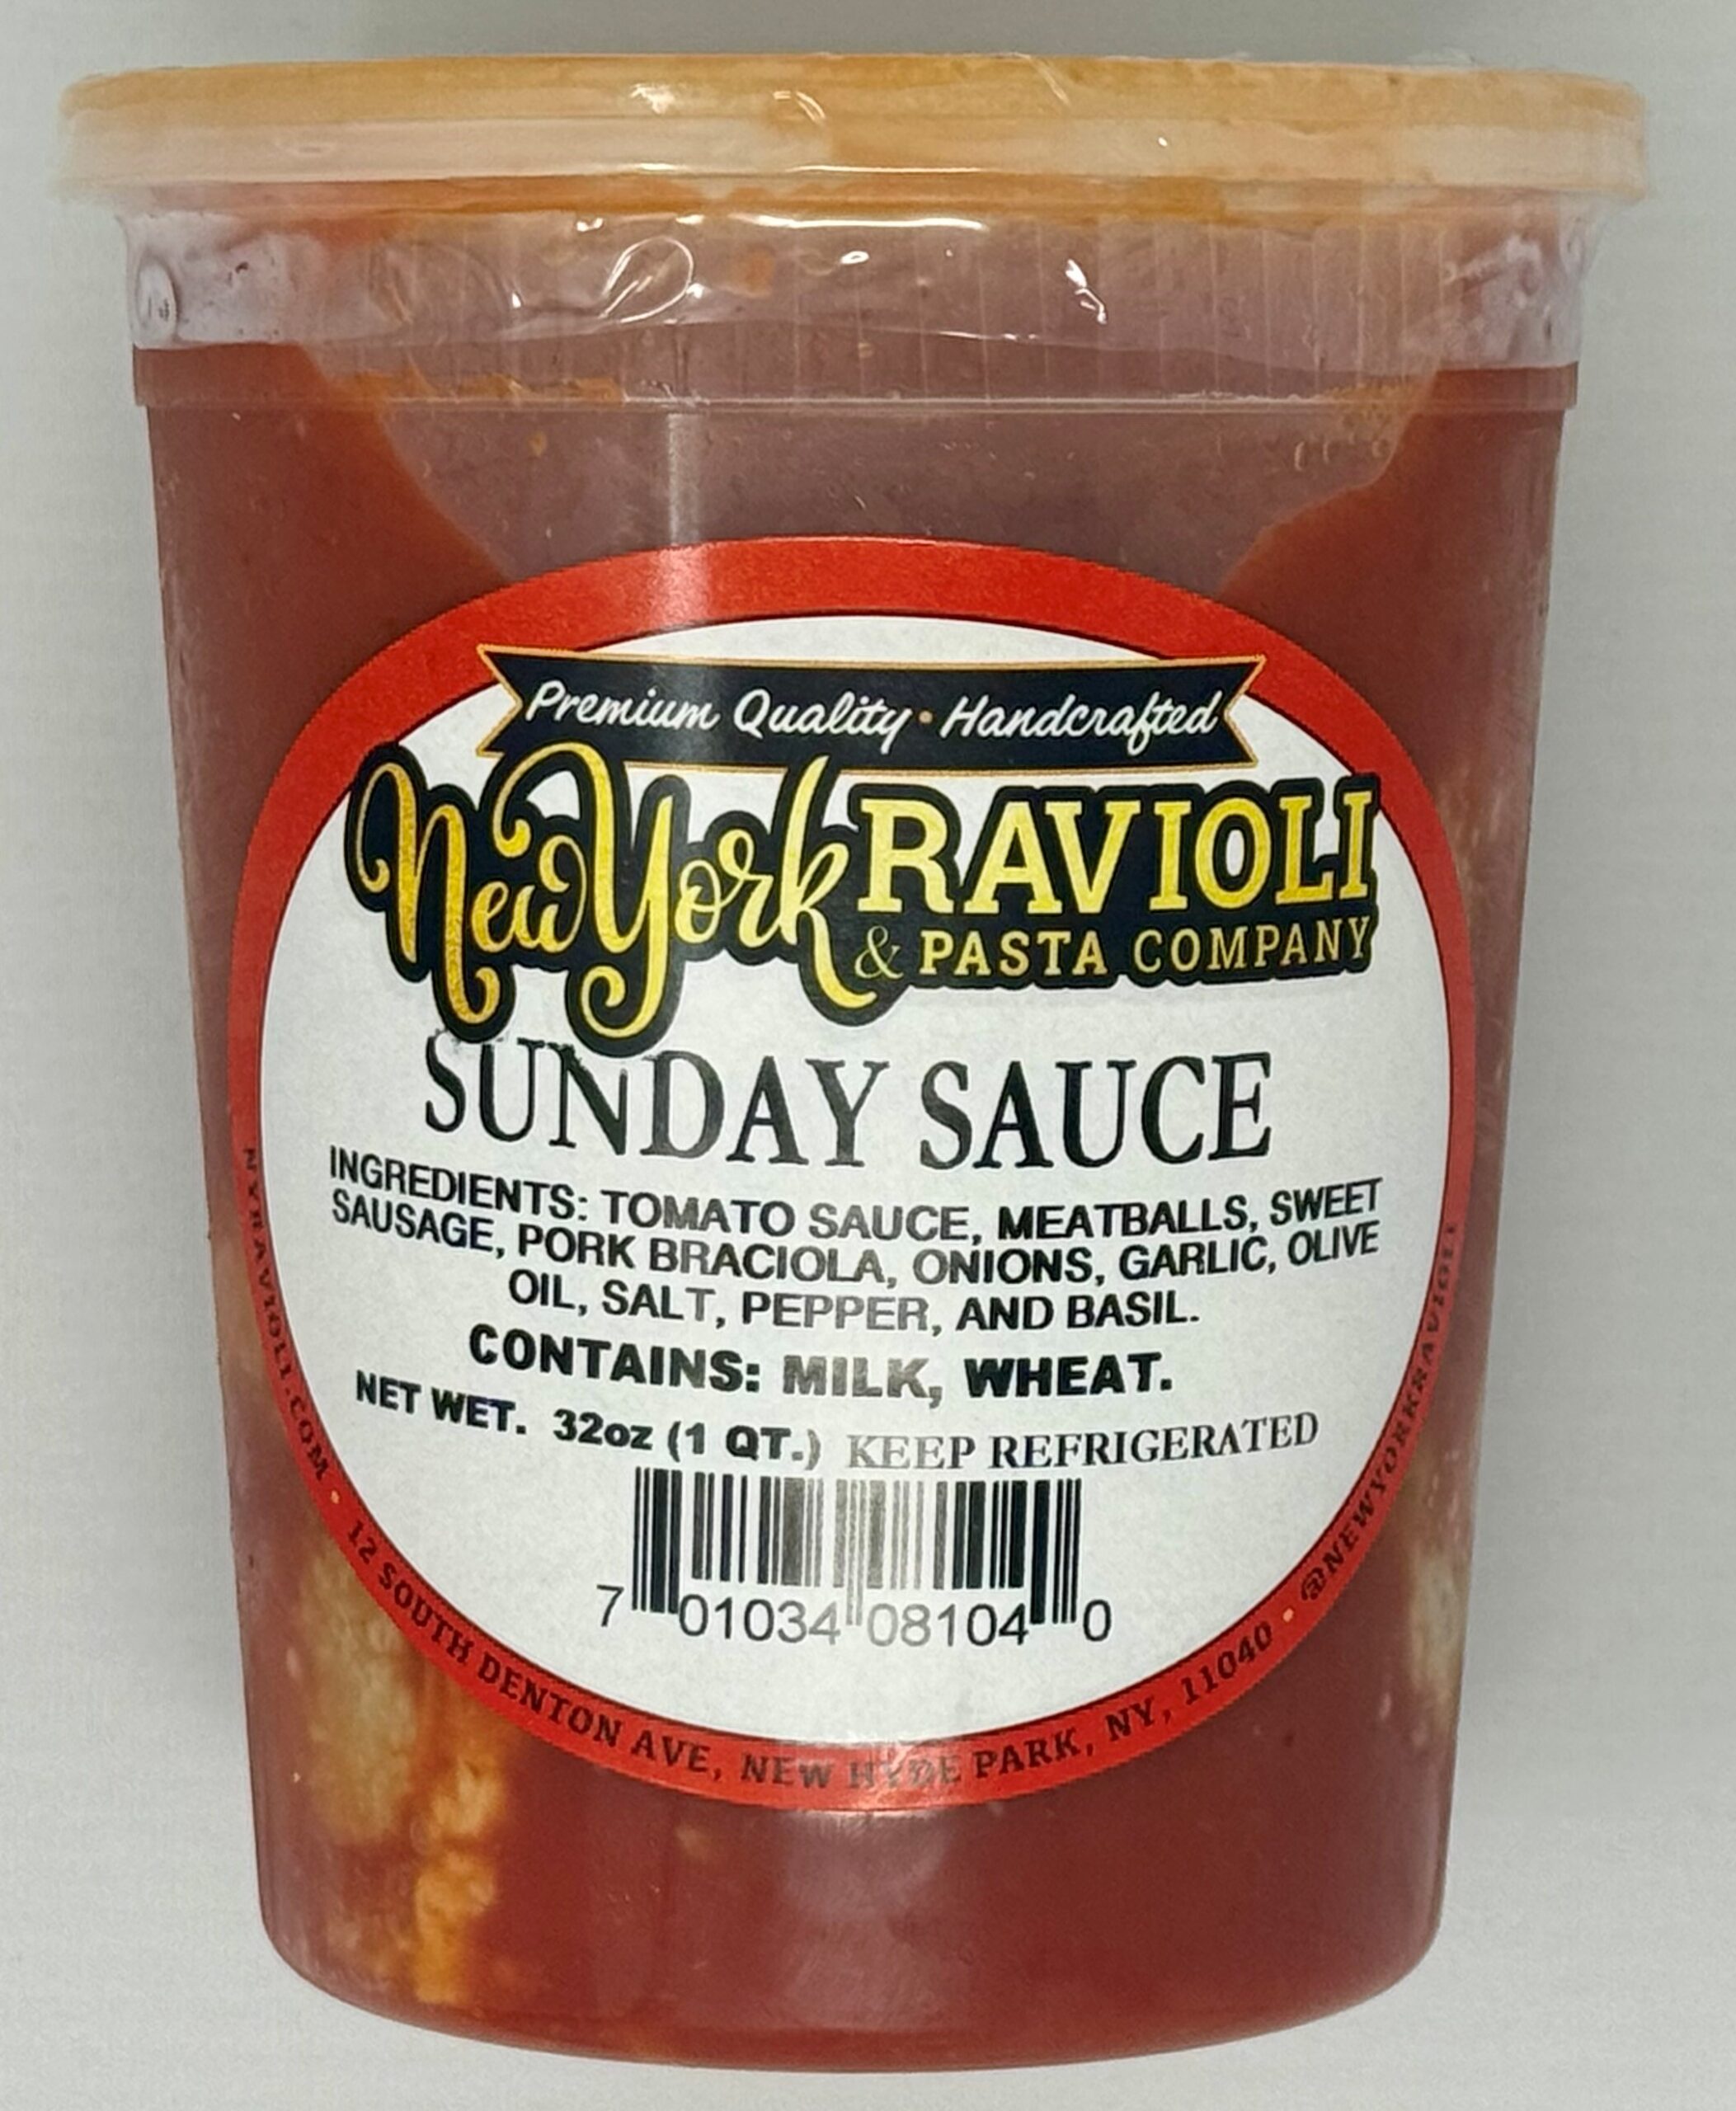 Premium Quality • Handcrafted
New York RAVIOLI
& PASTA COMPANY
SUNDAY SAUCE
INGREDIENTS: TOMATO SAUCE, MEATBALLS, SWEET
SAUSAGE, PORK BRACIOLA, ONIONS, GARLIC, OLIVE
OIL, SALT, PEPPER, AND BASIL.
CONTAINS: MILK, WHEAT.
NET WET. 32oz (1 QT.) KEEP REFRIGERATED
7 01034 08104 0
NYRAVIOLI.COM • 12 SOUTH DENTON AVE, NEW HYDE PARK, NY, 11040 • @NEWYORKRAVIOLI